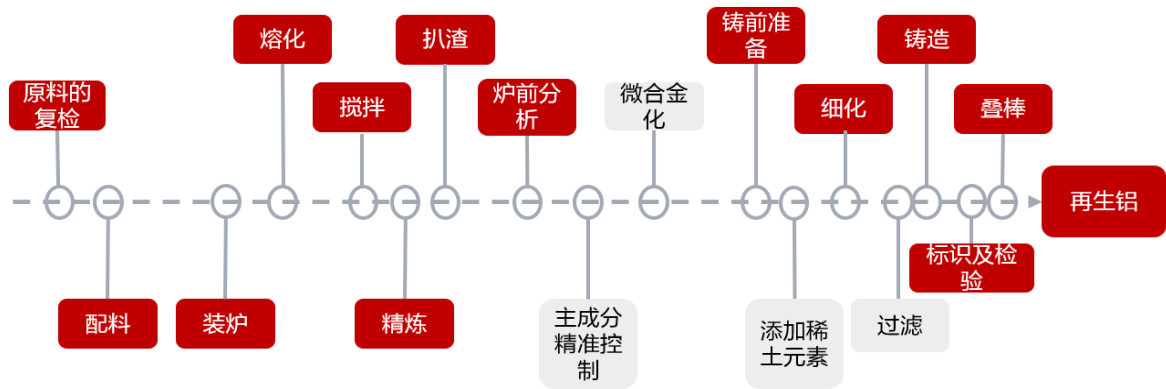 原料的
复检
配料
装炉
熔化
搅拌
精炼
扒渣
炉前分
析
主成分
精准控
制
微合金
化
铸前准
备
添加稀
土元素
细化
过滤
铸造
标识及检
验
叠棒
再生铝